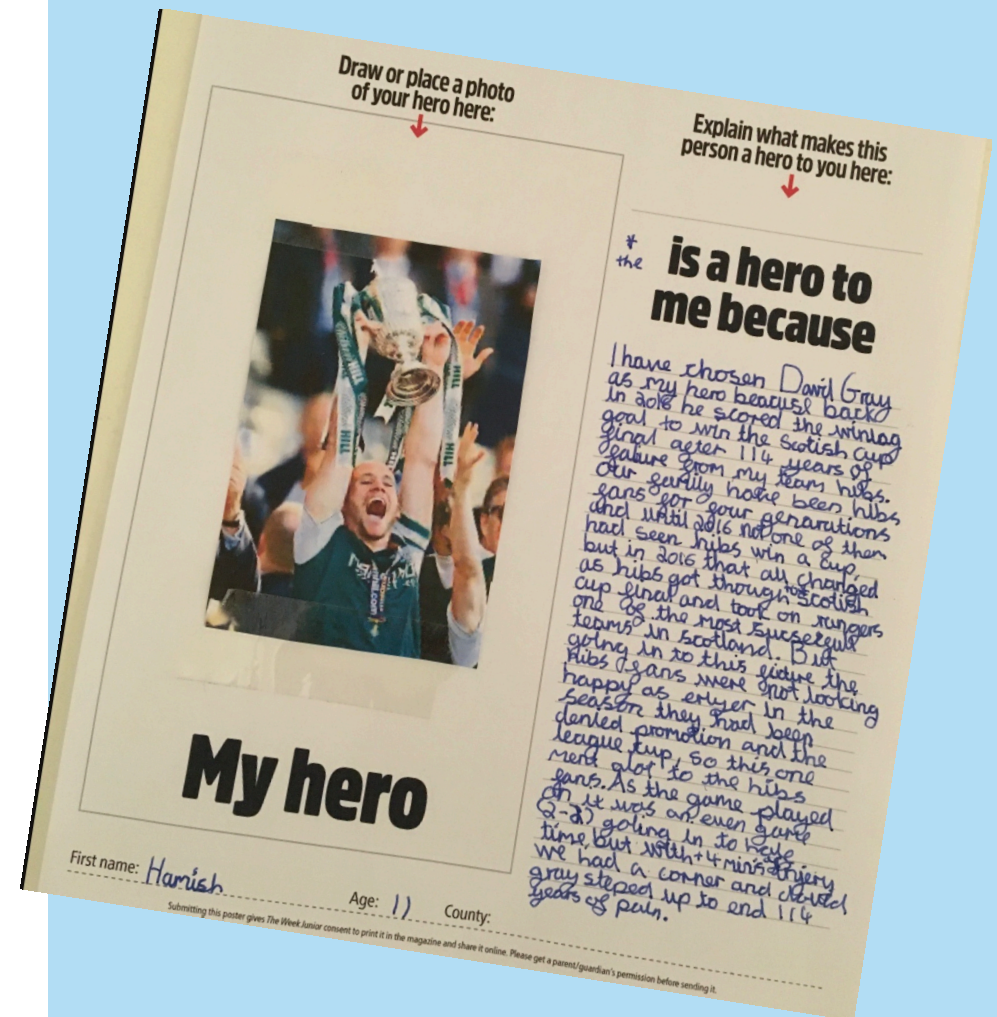 Draw or place a photo
of your hero here:
HILL
HILL
HILL
My hero
First name: Hamish
Age: 11
County:
Submitting this poster gives The Week Junior consent to print it in the magazine and share it online. Please get a parent/guardian's permission before sending it.
Explain what makes this
person a hero to you here:
*
the
is a hero to
me because
I have chosen David Gray
as my hero beacuse back
in 2016 he scored the wining
goal to win the scotish cup
final after 114 years of
faliure from my team hibs.
Our family have been hibs
fans for four genarations
and until 2016 not one of them
had seen hibs win a cup,
but in 2016 that all changed
as hibs got though to scotish
cup final and took on rangers
one of the most sucsesfull
teams in scotland. But
going in to this fixture the
Hibs fans were not looking
happy as erlyer in the
season they had been
denied promotion and the
league cup, so this one
ment alot to the hibs
fans. As the game played
on it was an even game
(2-2) going in to
time, but with +4 mins injery
we had a corner and david
gray steped up to end 114
years of pain.